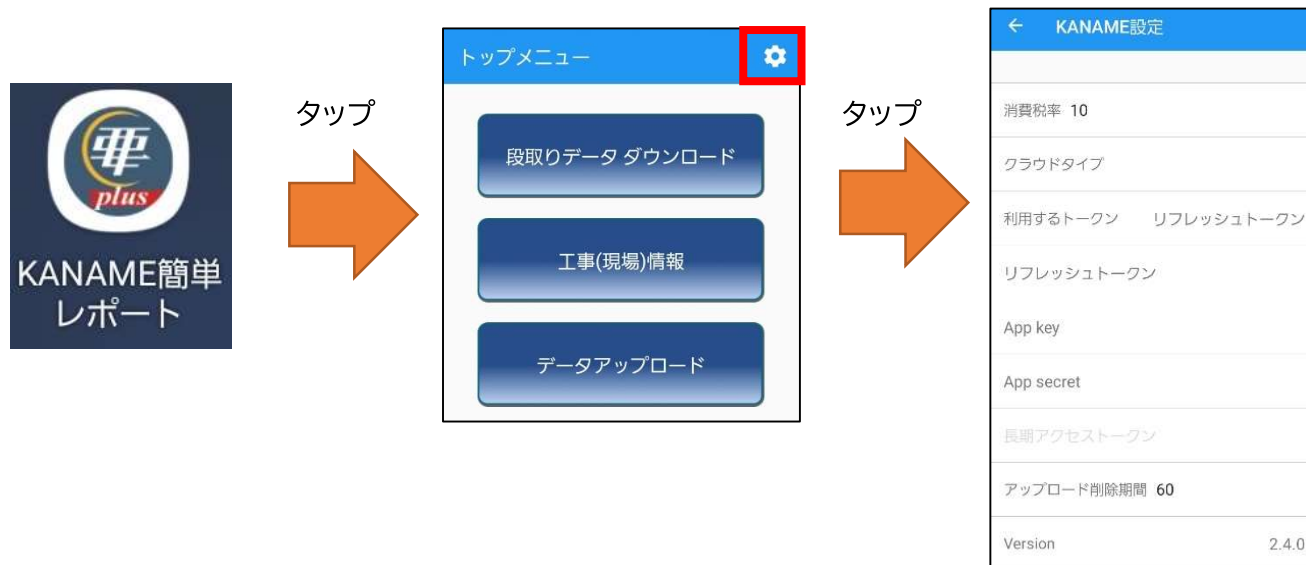 亜
plus
KANAME簡単
レポート
タップ
トップメニュー
段取りデータ ダウンロード
工事(現場)情報
データアップロード
タップ
KANAME設定
消費税率 10
クラウドタイプ
利用するトークン リフレッシュトークン
リフレッシュトークン
App key
App secret
長期アクセストークン
アップロード削除期間 60
Version 2.4.0